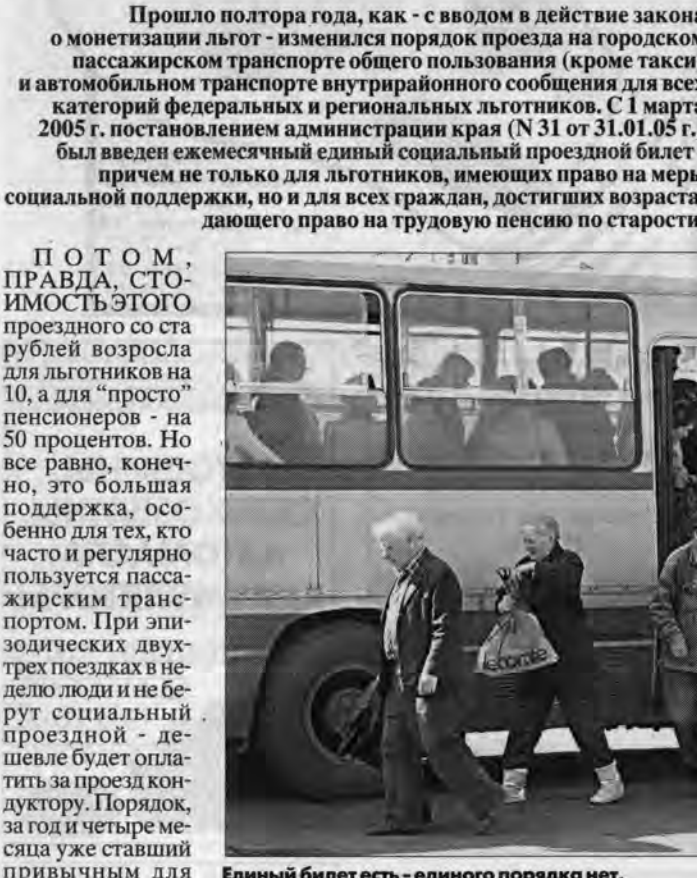 Прошло полтора года, как - с вводом в действие закона
о монетизации льгот - изменился порядок проезда на городском
пассажирском транспорте общего пользования (кроме такси)
и автомобильном транспорте внутрирайонного сообщения для всех
категорий федеральных и региональных льготников. С 1 марта
2005 г. постановлением администрации края (N 31 от 31.01.05 г.)
был введен ежемесячный единый социальный проездной билет
причем не только для льготников, имеющих право на меры
социальной поддержки, но и для всех граждан, достигших возраста
дающего право на трудовую пенсию по старости
ПОТОМ,
ПРАВДА, СТО-
ИМОСТЬ ЭТОГО
проездного со ста
рублей возросла
для льготников на
10, а для "просто"
пенсионеров - на
50 процентов. Но
все равно, конеч-
но, это большая
поддержка, осо-
бенно для тех, кто
часто и регулярно
пользуется пасса-
жирским транс-
портом. При эпи-
зодических двух-
трех поездках в не-
делю люди и не бе-
рут социальный
проездной - де-
шевле будет опла-
тить за проезд кон-
дуктору. Порядок,
за год и четыре ме-
сяца уже ставший
привычным для
lecomte
Единый билет есть - единого порядка нет.